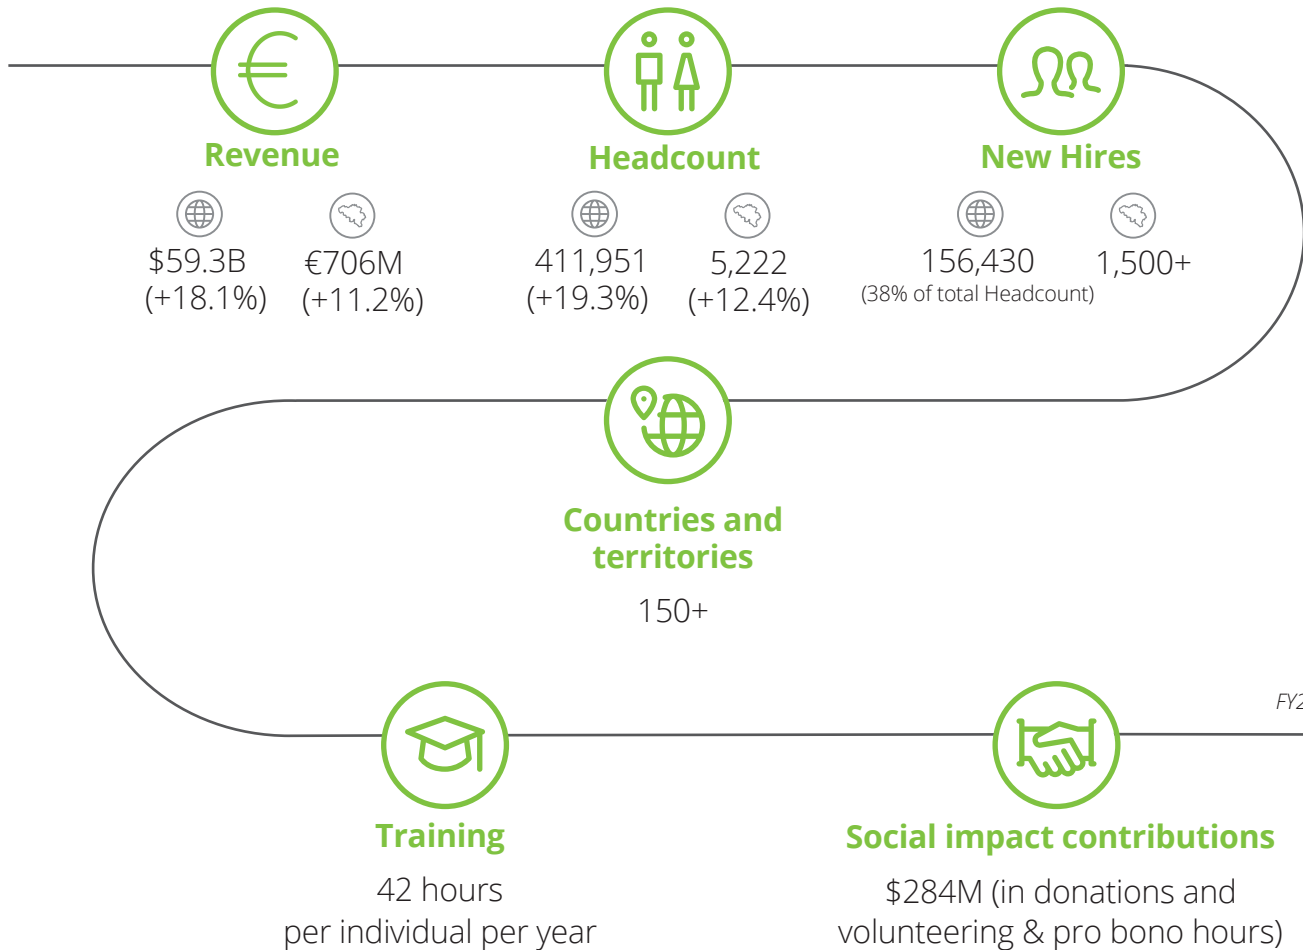 Revenue
$59.3B
(+18.1%)
€706M
(+11.2%)
Headcount
411,951
(+19.3%)
5,222
(+12.4%)
New Hires
156,430
(38% of total Headcount)
1,500+
Countries and
territories
150+
FY2
Training
42 hours
per individual per year
Social impact contributions
$284M (in donations and
volunteering & pro bono hours)